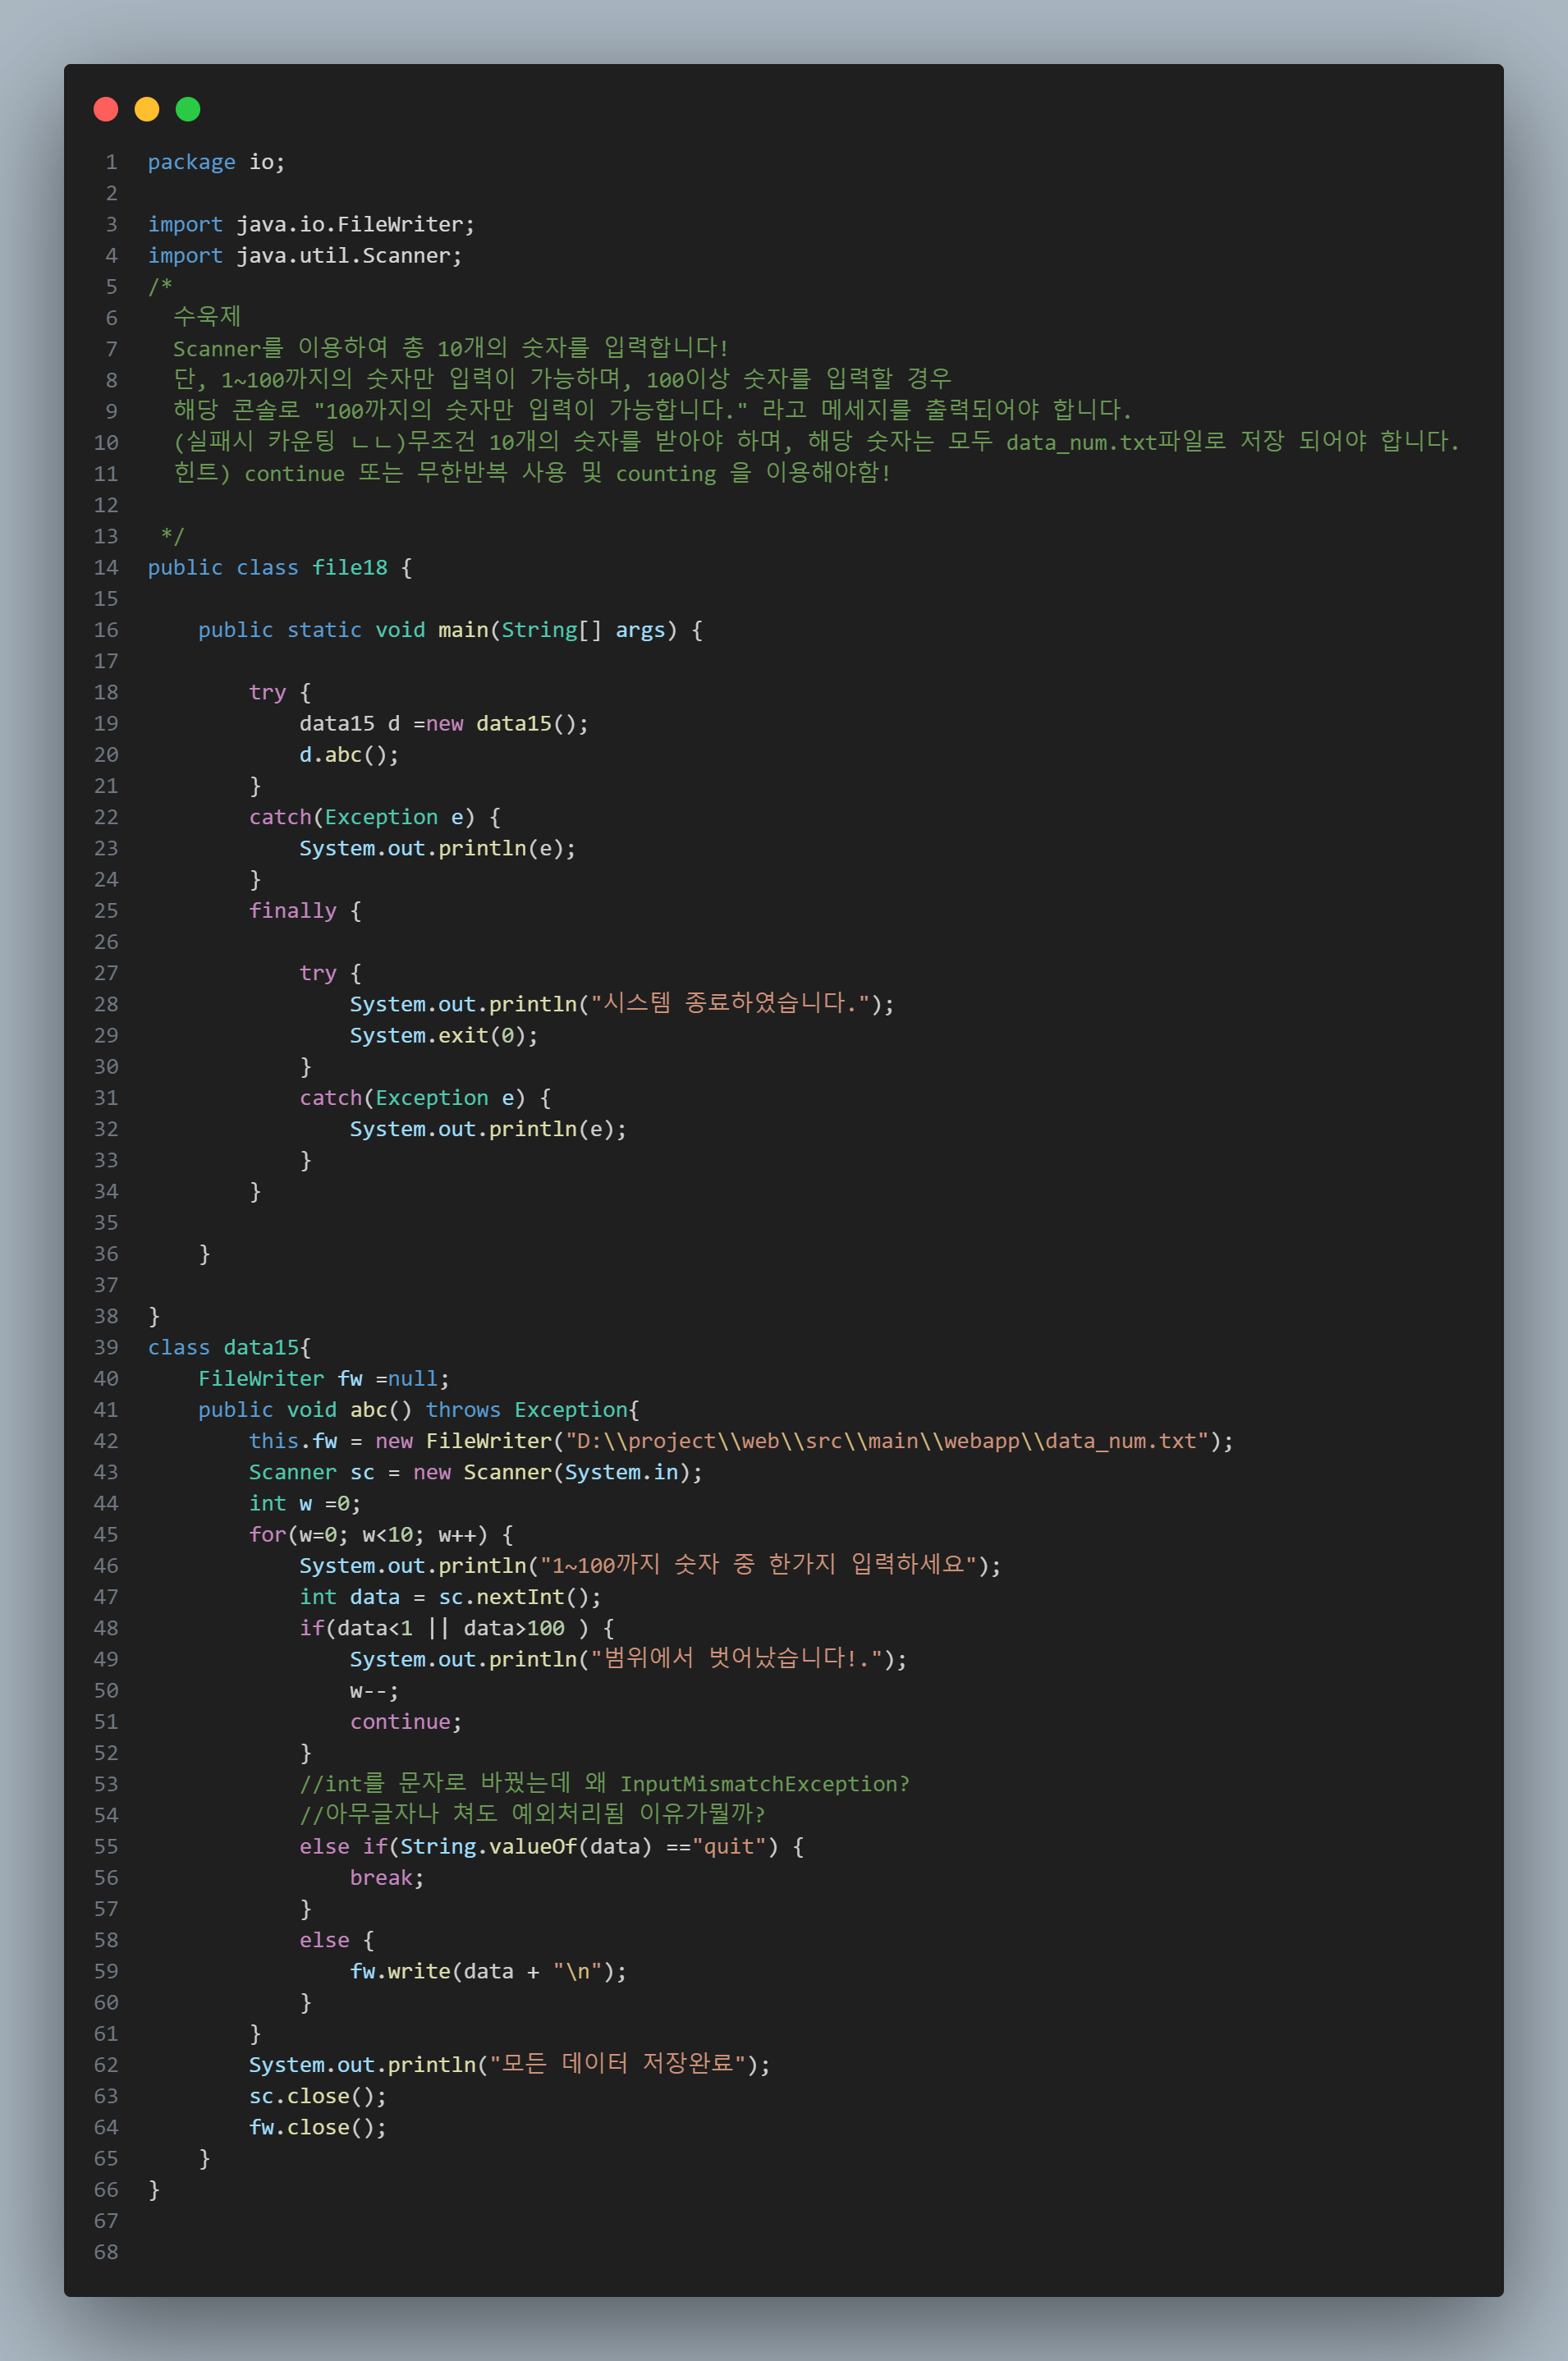 1 package io;
2
3 import java.io.FileWriter;
4 import java.util.Scanner;
5 /*
6   수욱제
7   Scanner를 이용하여 총 10개의 숫자를 입력합니다!
8   단, 1~100까지의 숫자만 입력이 가능하며, 100이상 숫자를 입력할 경우
9   해당 콘솔로 "100까지의 숫자만 입력이 가능합니다." 라고 메세지를 출력되어야 합니다.
10   (실패시 카운팅 ㄴㄴ)무조건 10개의 숫자를 받아야 하며, 해당 숫자는 모두 data_num.txt파일로 저장 되어야 합니다.
11   힌트) continue 또는 무한반복 사용 및 counting 을 이용해야함!
12
13  */
14 public class file18 {
15
16     public static void main(String[] args) {
17
18         try {
19             data15 d =new data15();
20             d.abc();
21         }
22         catch(Exception e) {
23             System.out.println(e);
24         }
25         finally {
26
27             try {
28                 System.out.println("시스템 종료하였습니다.");
29                 System.exit(0);
30             }
31             catch(Exception e) {
32                 System.out.println(e);
33             }
34         }
35
36     }
37
38 }
39 class data15{
40     FileWriter fw =null;
41     public void abc() throws Exception{
42         this.fw = new FileWriter("D:\\project\\web\\src\\main\\webapp\\data_num.txt");
43         Scanner sc = new Scanner(System.in);
44         int w =0;
45         for(w=0; w<10; w++) {
46             System.out.println("1~100까지 숫자 중 한가지 입력하세요");
47             int data = sc.nextInt();
48             if(data<1 || data>100 ) {
49                 System.out.println("범위에서 벗어났습니다!.");
50                 w--;
51                 continue;
52             }
53             //int를 문자로 바꿨는데 왜 InputMismatchException?
54             //아무글자나 쳐도 예외처리됨 이유가뭘까?
55             else if(String.valueOf(data) =="quit") {
56                 break;
57             }
58             else {
59                 fw.write(data + "\n");
60             }
61         }
62         System.out.println("모든 데이터 저장완료");
63         sc.close();
64         fw.close();
65     }
66 }
67
68